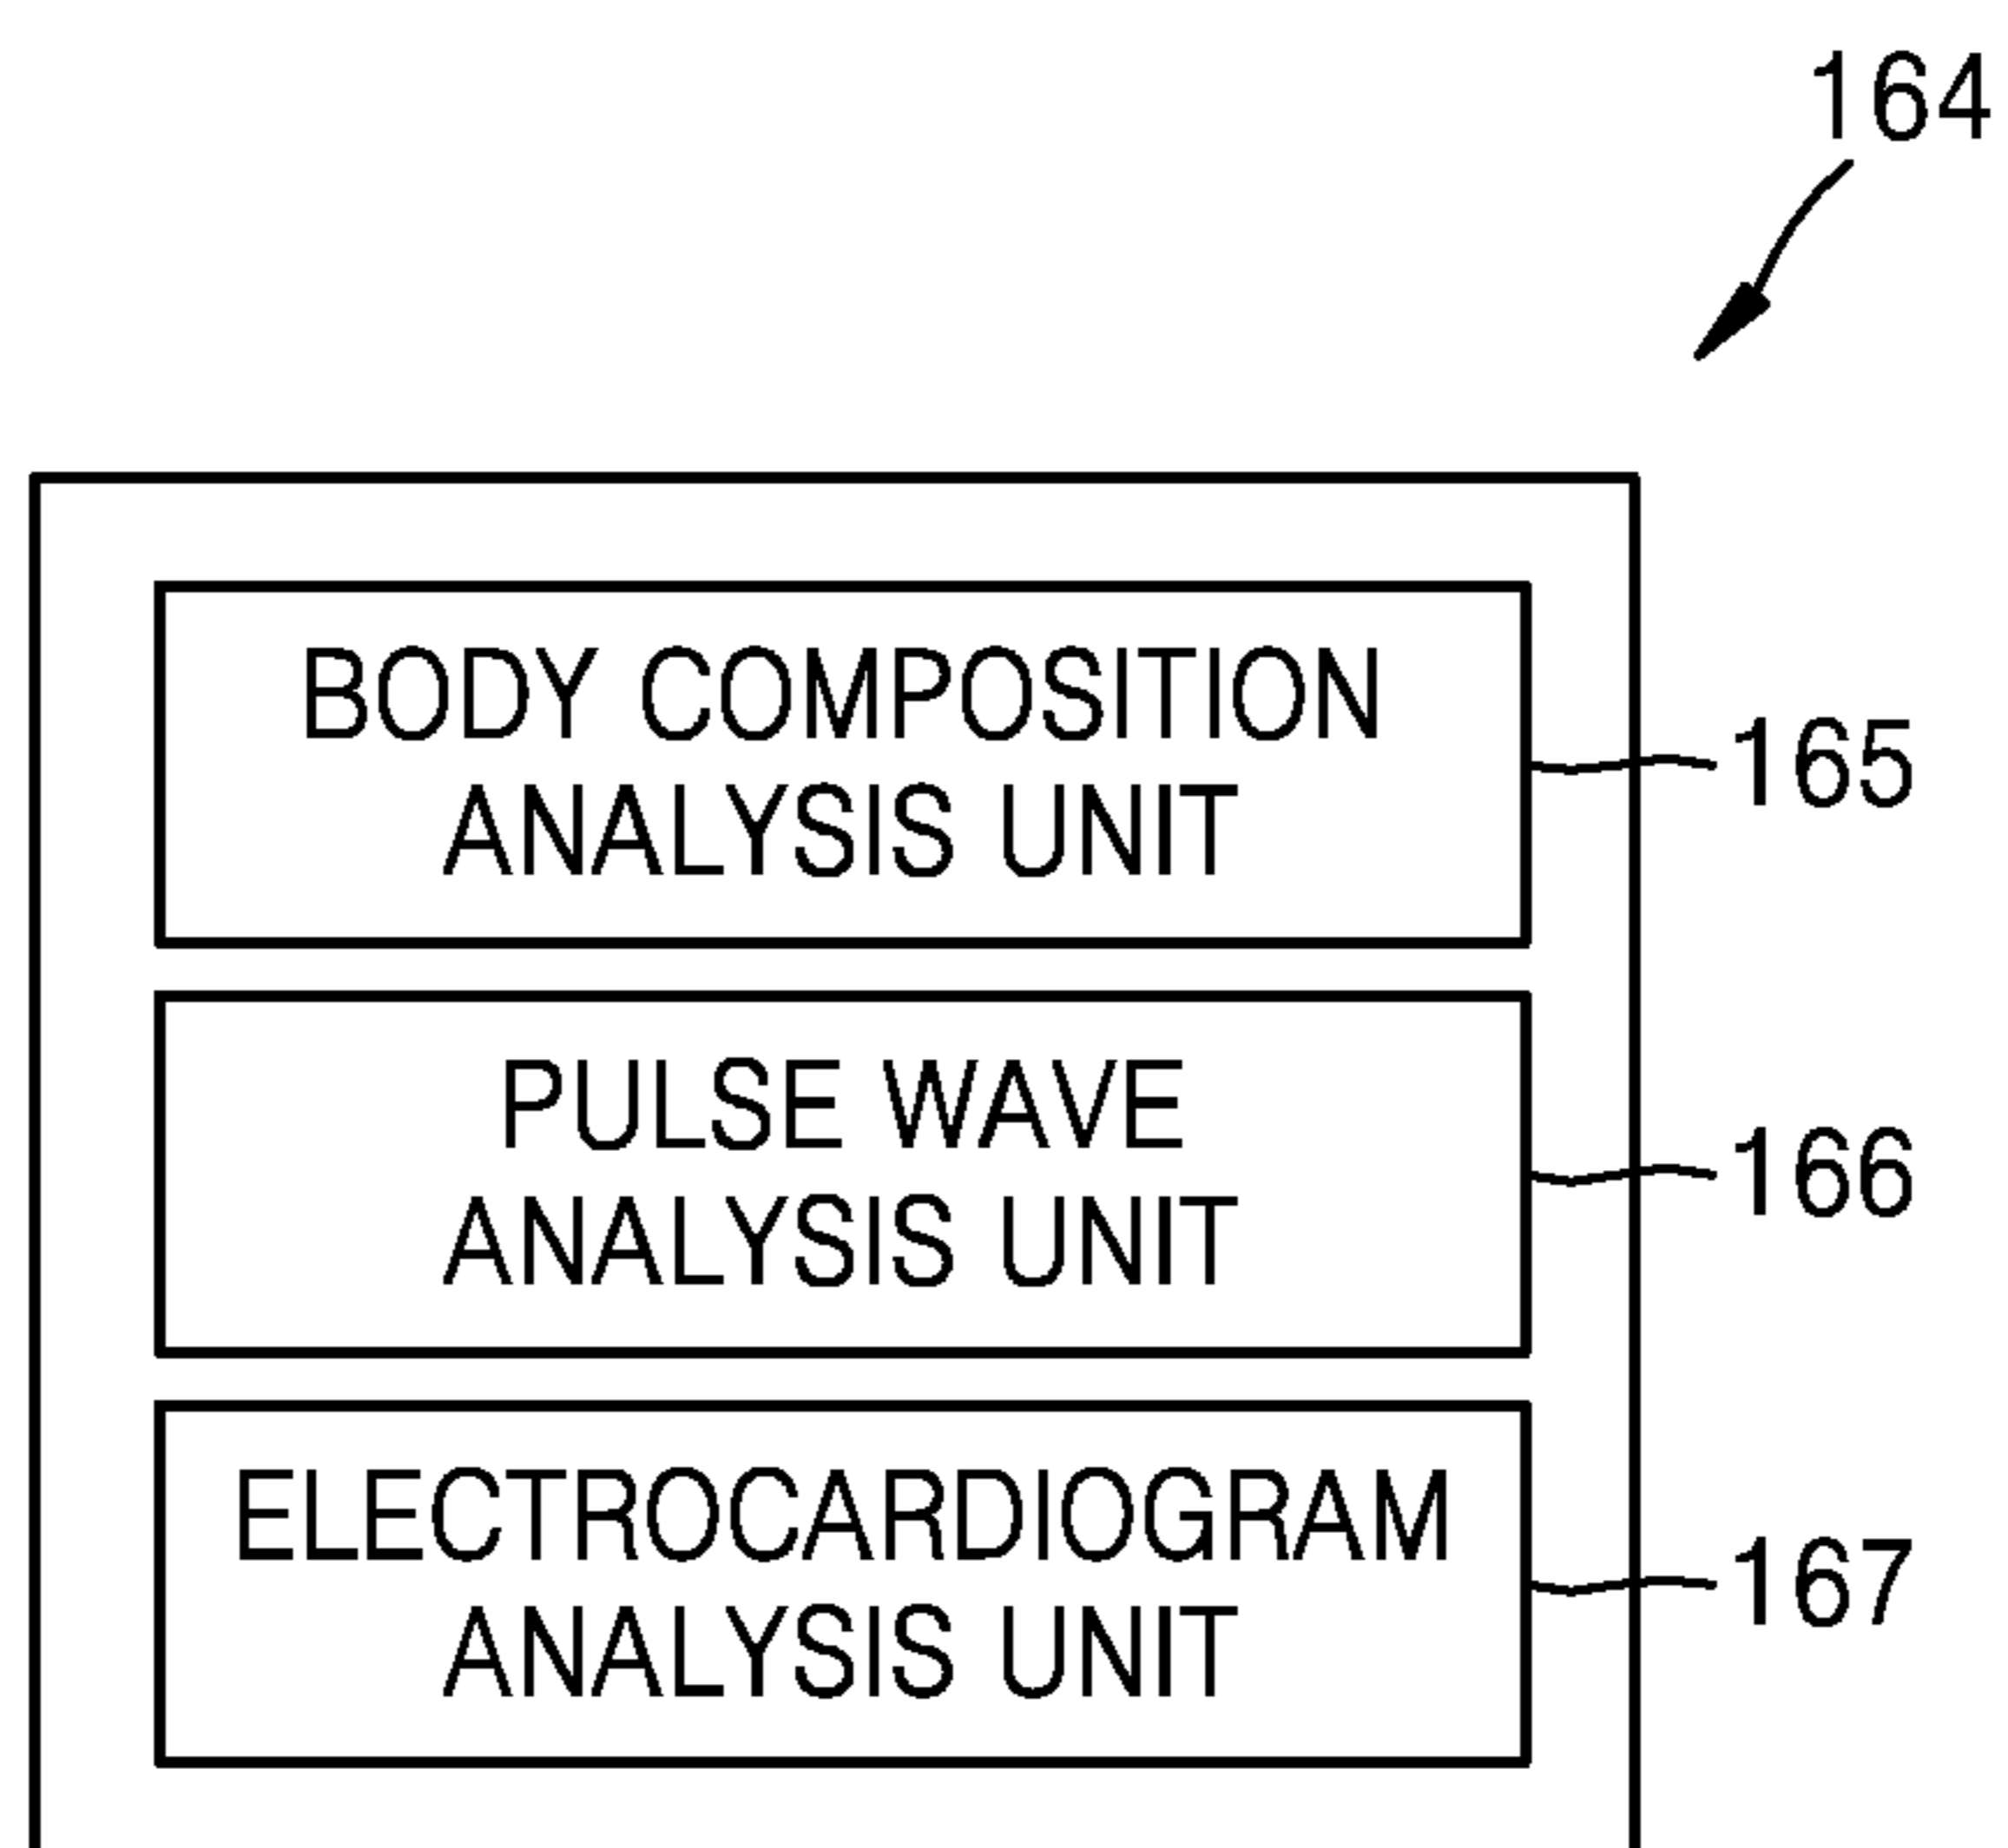 164
BODY COMPOSITION
ANALYSIS UNIT
165
PULSE WAVE
ANALYSIS UNIT
166
ELECTROCARDIOGRAM
ANALYSIS UNIT
167